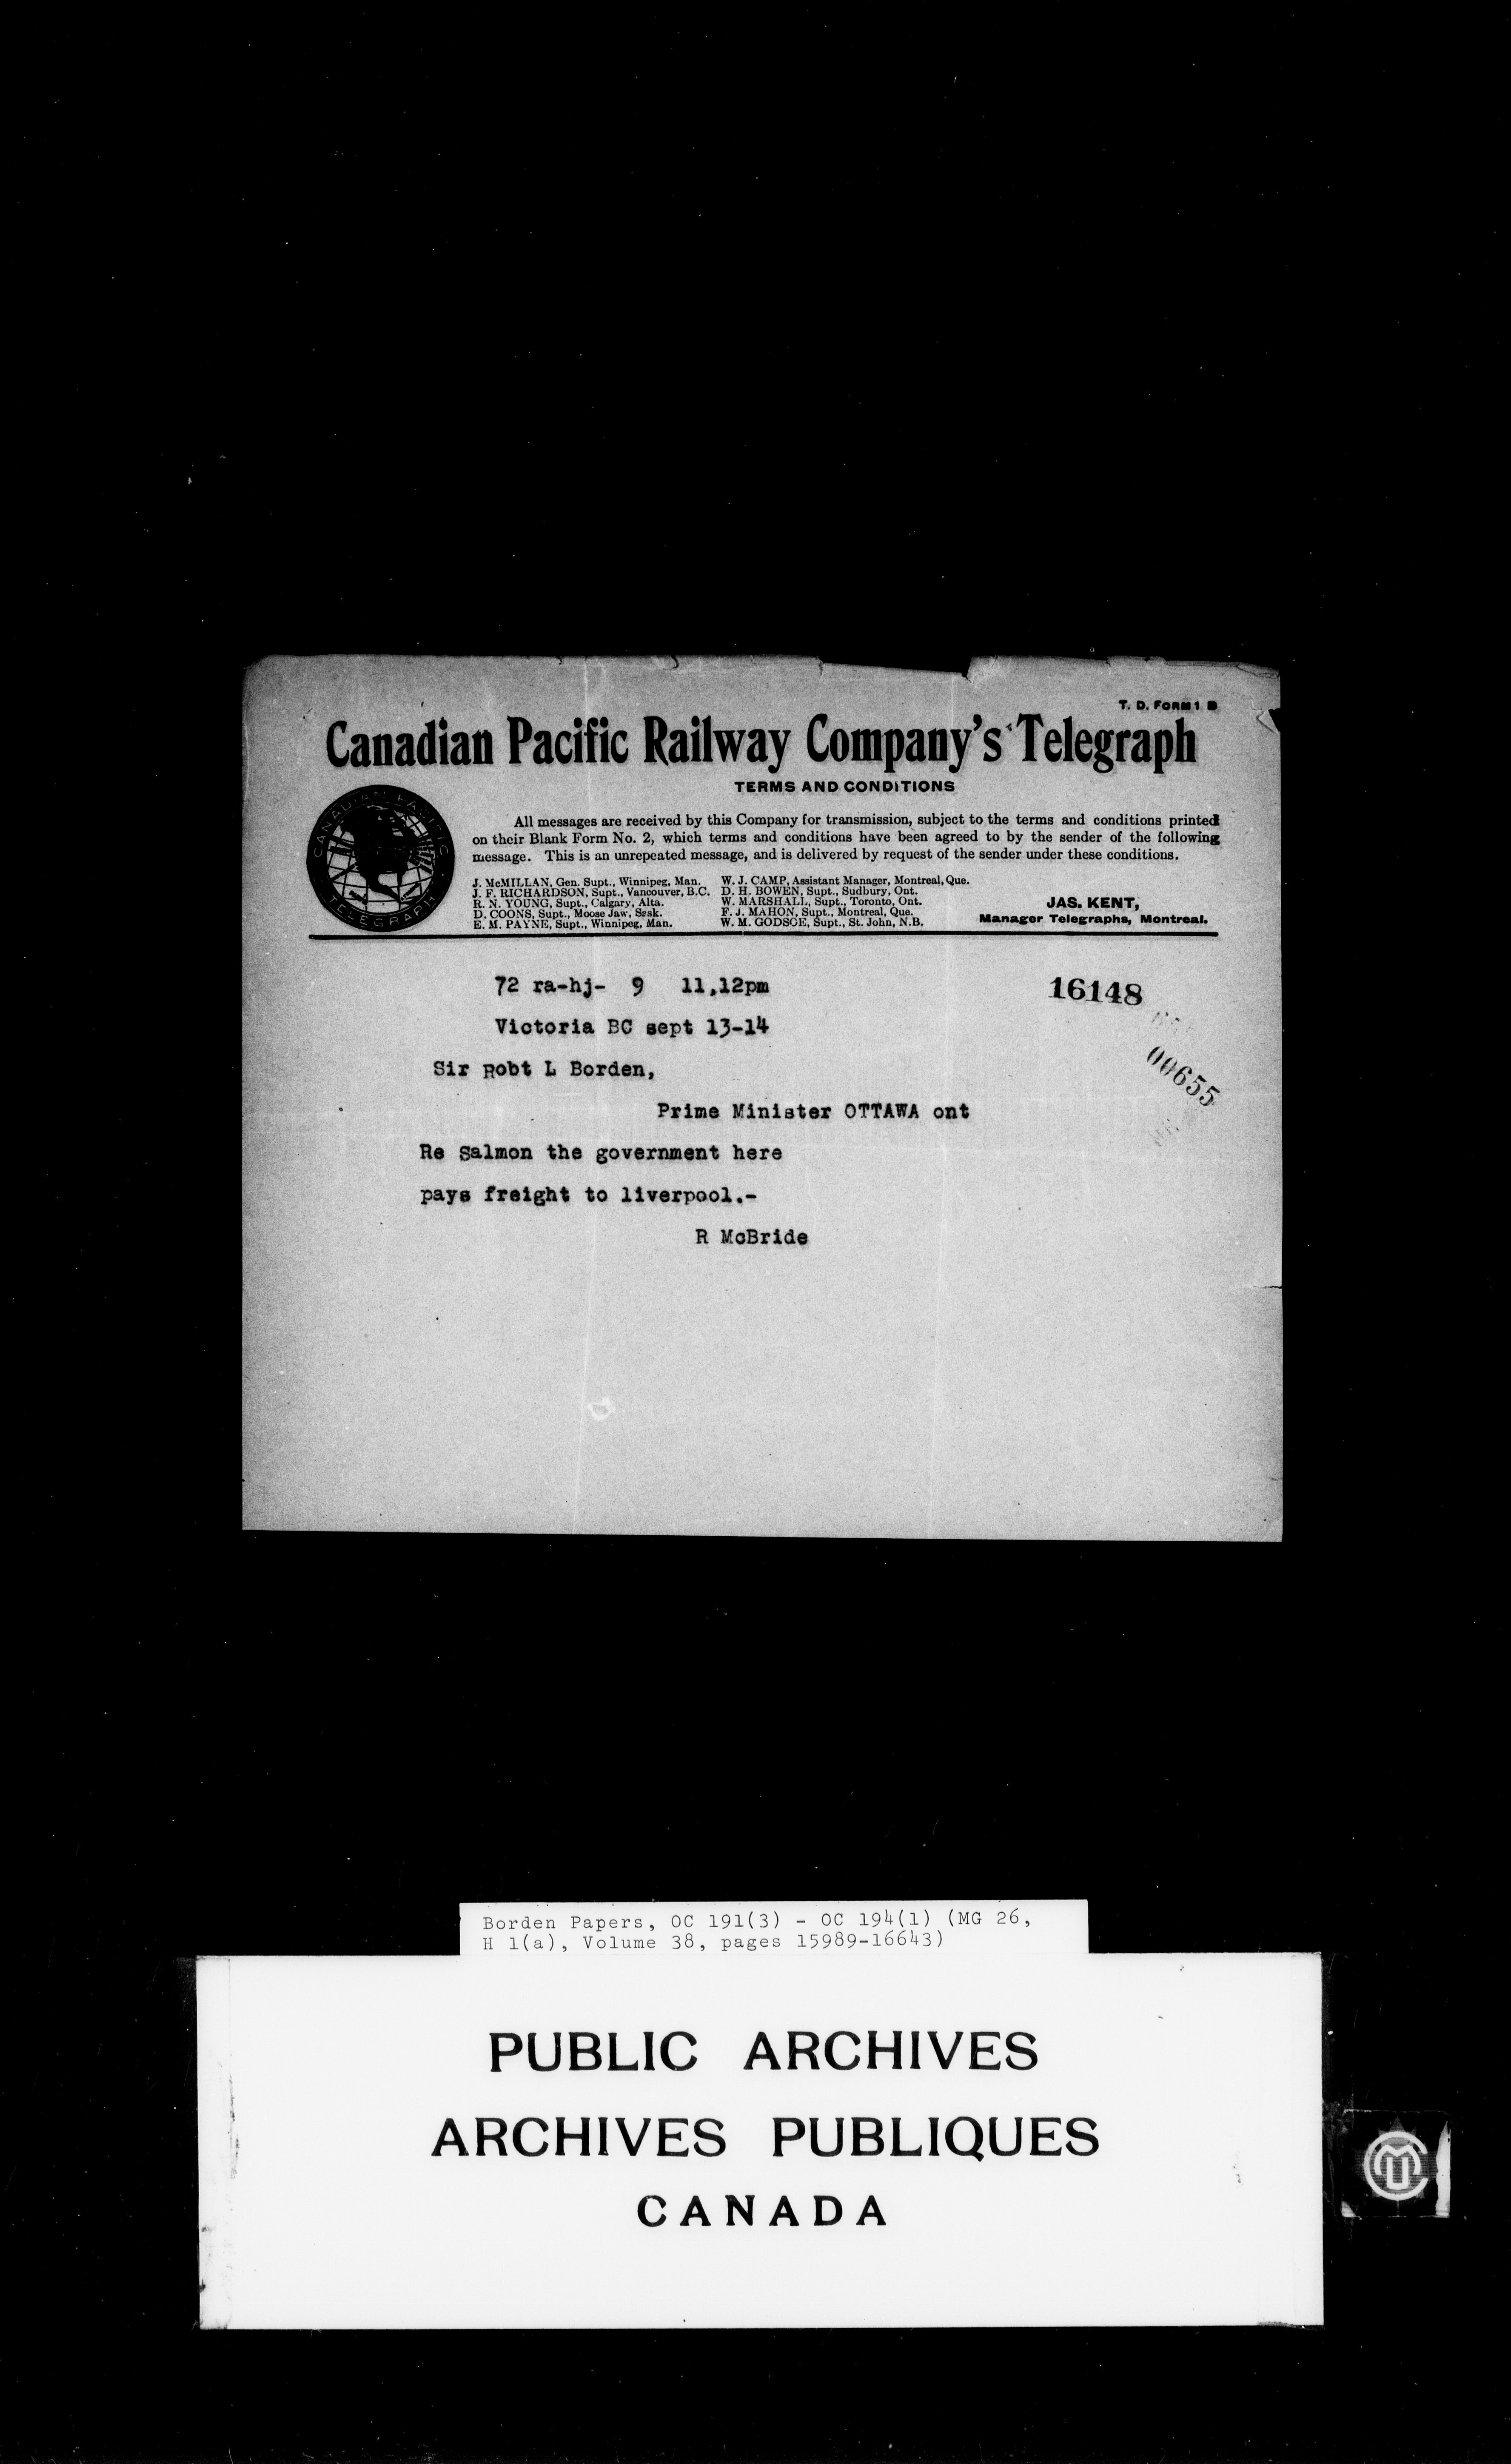 T. D. FORM 1 B
Canadian Pacific Railway Company's Telegraph
TERMS AND CONDITIONS
CANADIAN PACIFIC
TELEGRAPH
All messages are received by this Company for transmission, subject to the terms and conditions printed
on their Blank Form No. 2, which terms and conditions have been agreed to by the sender of the following
message. This is an unrepeated message, and is delivered by request of the sender under these conditions.
J. McMILLAN, Gen. Supt., Winnipeg, Man.
J. F. RICHARDSON, Supt., Vancouver, B.C.
R. N. YOUNG, Supt., Calgary, Alta.
D. COONS, Supt., Moose Jaw, Sask.
E. M. PAYNE, Supt., Winnipeg, Man.
W. J. CAMP, Assistant Manager, Montreal, Que.
D. H. BOWEN, Supt., Sudbury, Ont.
W. MARSHALL, Supt., Toronto, Ont.
F. J. MAHON, Supt., Montreal, Que.
W. M. GODSOE, Supt., St. John, N.B.
JAS. KENT,
Manager Telegraphs, Montreal.
72 ra-hj- 9 11,12pm
16148
Victoria BC sept 13-14
00655
Sir Robt L Borden,
Prime Minister OTTAWA ont
Re Salmon the government here
pays freight to liverpool.-
R McBride
Borden Papers, OC 191(3) - OC 194(1) (MG 26,
H 1(a), Volume 38, pages 15989-16643)
PUBLIC ARCHIVES
ARCHIVES PUBLIQUES
CANADA